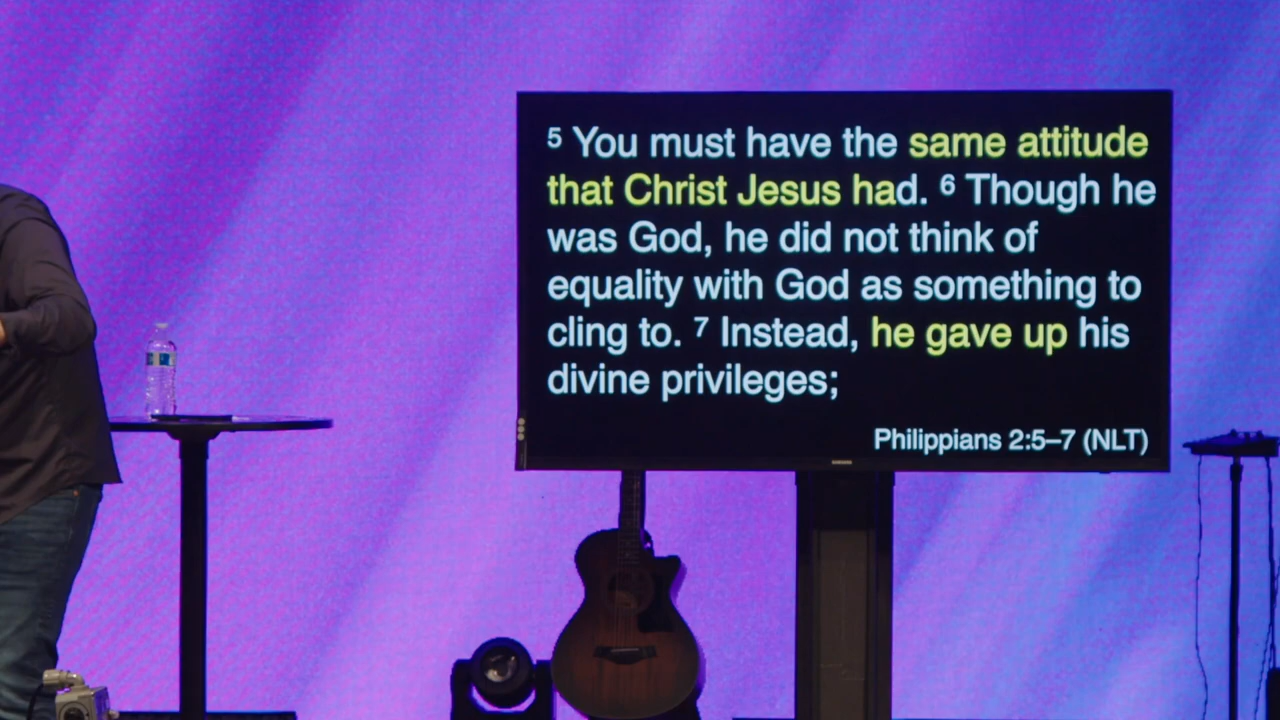 ⁵ You must have the same attitude
that Christ Jesus had. ⁶ Though he
was God, he did not think of
equality with God as something to
cling to. ⁷ Instead, he gave up his
divine privileges;
Philippians 2:5–7 (NLT)
SAMSUNG